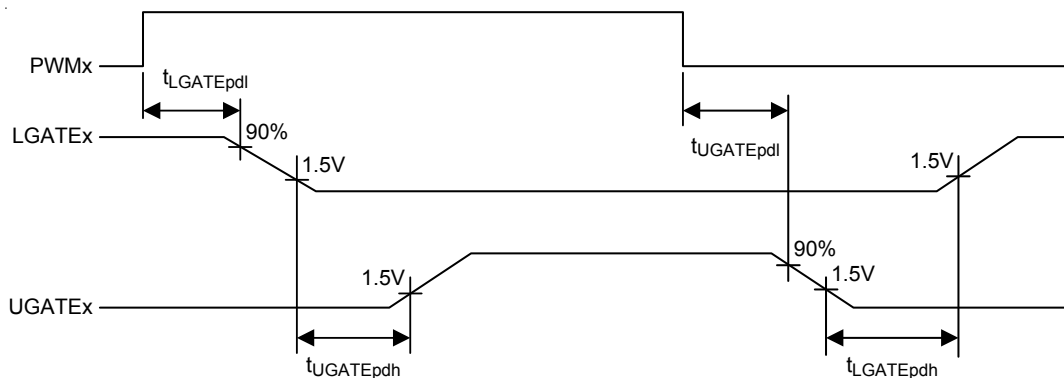 PWMx
tLGATEpdl
LGATEx
90%
1.5V
tUGATEpdl
1.5V
90%
1.5V
1.5V
UGATEx
tUGATEpdh
tLGATEpdh